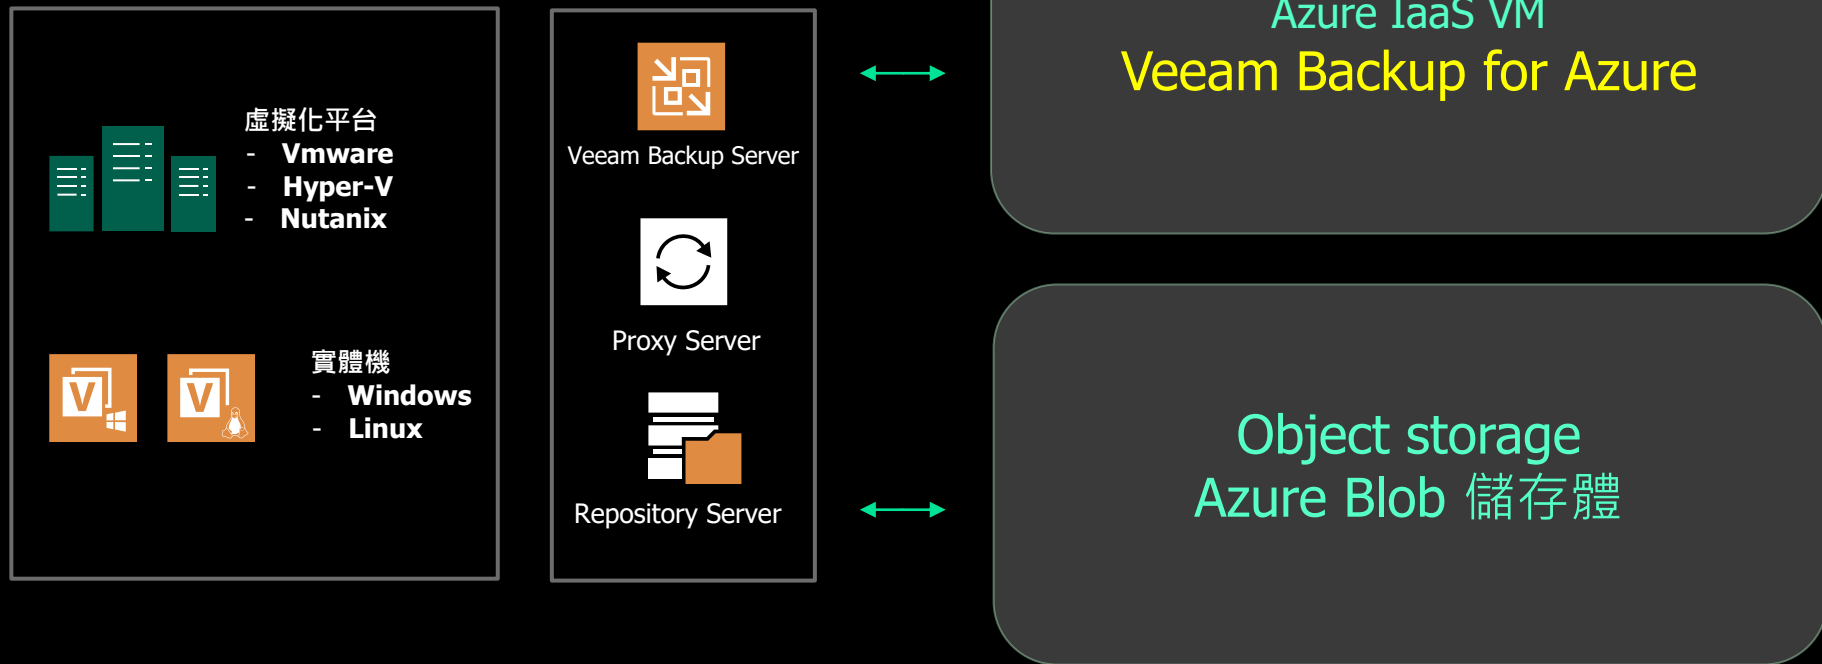 虛擬化平台
- Vmware
- Hyper-V
- Nutanix
實體機
- Windows
- Linux
Veeam Backup Server
Proxy Server
Repository Server
Azure IaaS VM
Veeam Backup for Azure
Object storage
Azure Blob 儲存體